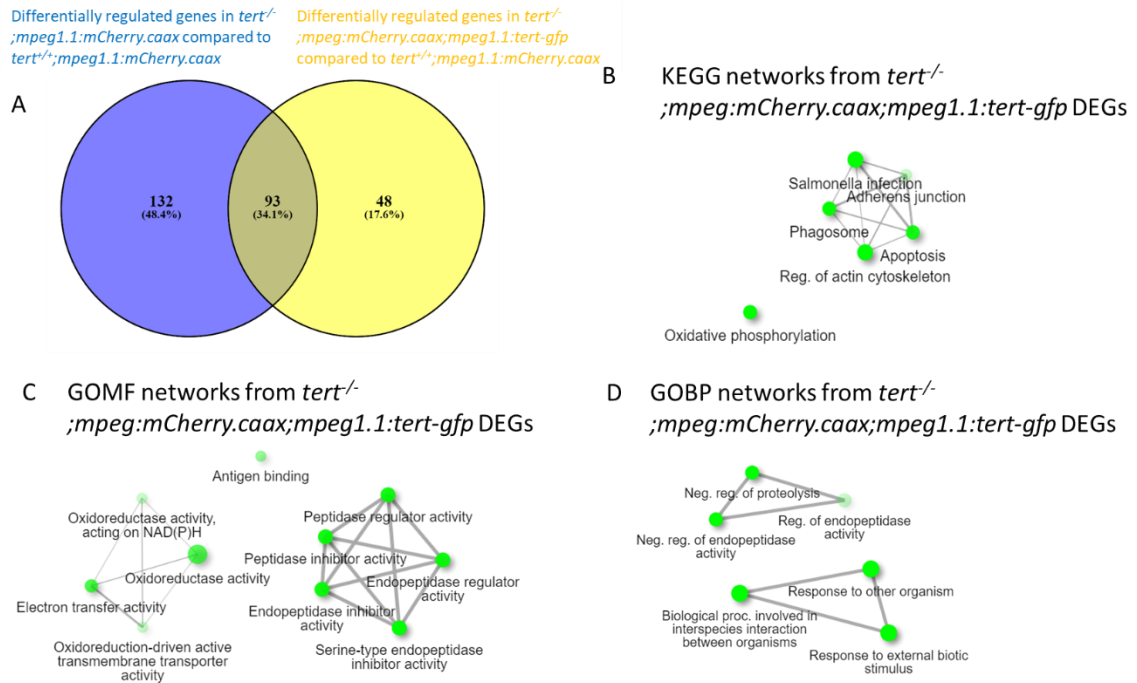 Differentially regulated genes in tert-/-
;mpeg1.1:mCherry.caax compared to
tert+/+;mpeg1.1:mCherry.caax
Differentially regulated genes in tert-/-
;mpeg:mCherry.caax;mpeg1.1:tert-gfp
compared to tert+/+;mpeg1.1:mCherry.caax
A
132
(48.4%)
93
(34.1%)
48
(17.6%)
B KEGG networks from tert-/-
;mpeg:mCherry.caax;mpeg1.1:tert-gfp DEGs
Salmonella infection
Adherens junction
Phagosome
Apoptosis
Reg. of actin cytoskeleton
Oxidative phosphorylation
C GOMF networks from tert-/-
;mpeg:mCherry.caax;mpeg1.1:tert-gfp DEGs
Antigen binding
Oxidoreductase activity,
acting on NAD(P)H
Oxidoreductase activity
Electron transfer activity
Oxidoreduction-driven active
transmembrane transporter
activity
Peptidase regulator activity
Peptidase inhibitor activity
Endopeptidase regulator
activity
Endopeptidase inhibitor
activity
Serine-type endopeptidase
inhibitor activity
D GOBP networks from tert-/-
;mpeg:mCherry.caax;mpeg1.1:tert-gfp DEGs
Neg. reg. of proteolysis
Reg. of endopeptidase
activity
Neg. reg. of endopeptidase
activity
Response to other organism
Biological proc. involved in
interspecies interaction
between organisms
Response to external biotic
stimulus